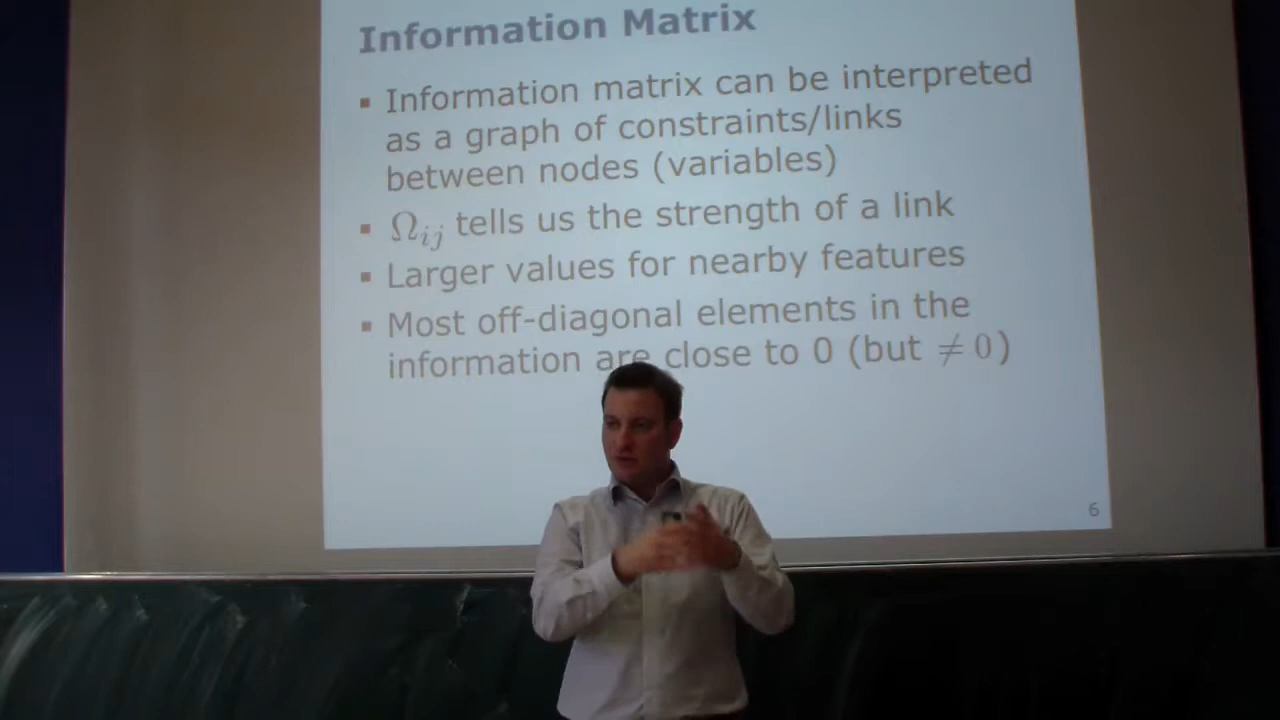 Information Matrix
▪ Information matrix can be interpreted
as a graph of constraints/links
between nodes (variables)
▪ Ωij tells us the strength of a link
▪ Larger values for nearby features
▪ Most off-diagonal elements in the
information are close to 0 (but ≠ 0)
6